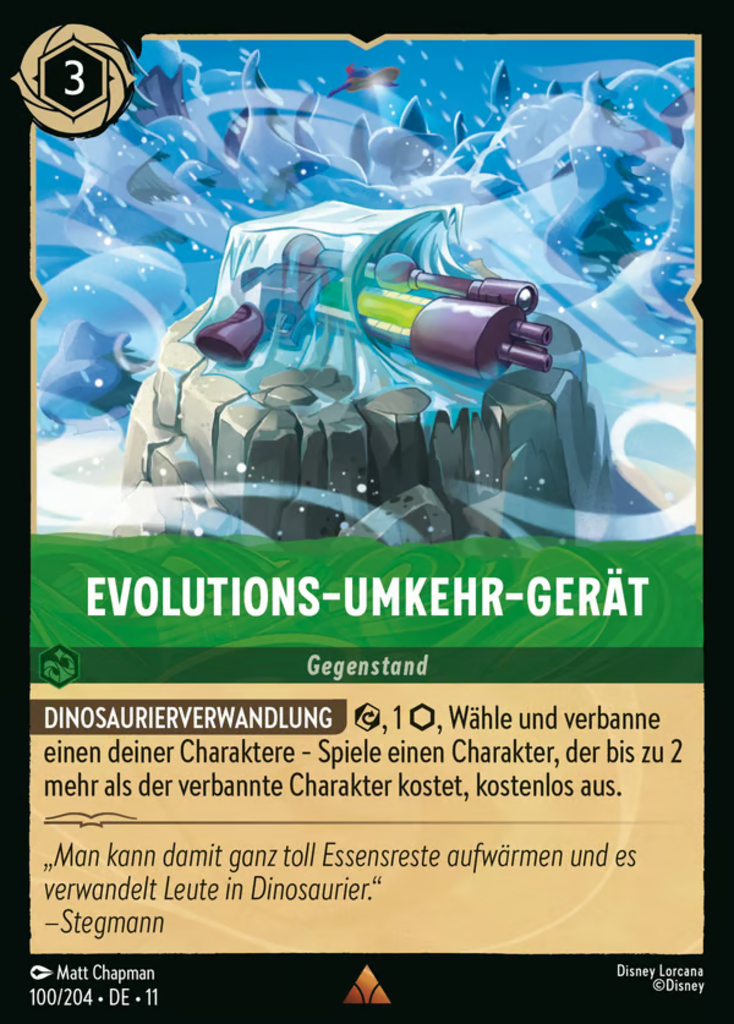 3
EVOLUTIONS-UMKEHR-GERÄT
Gegenstand
DINOSAURIERVERWANDLUNG , 1 , Wähle und verbanne
einen deiner Charaktere - Spiele einen Charakter, der bis zu 2
mehr als der verbannte Charakter kostet, kostenlos aus.
„Man kann damit ganz toll Essensreste aufwärmen und es
verwandelt Leute in Dinosaurier.“
–Stegmann
Matt Chapman
100/204 • DE • 11
Disney Lorcana
©Disney